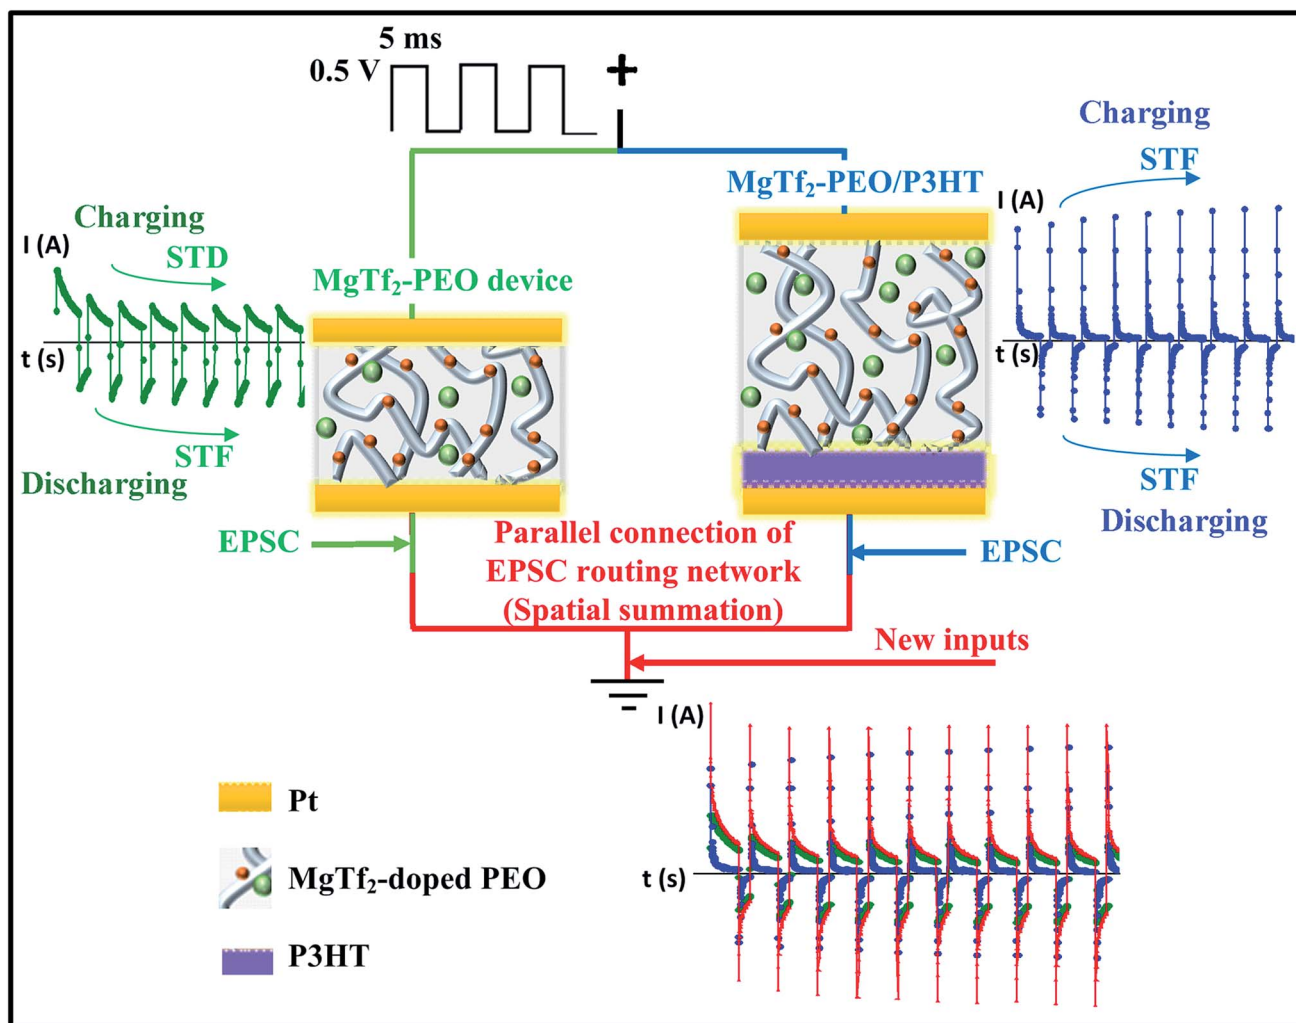 5 ms
0.5 V
+
Charging
STF
I (A)
t (s)
STF
Discharging
MgTf₂-PEO/P3HT
Charging
STD
I (A)
t (s)
STF
Discharging
MgTf₂-PEO device
EPSC
Parallel connection of
EPSC routing network
(Spatial summation)
EPSC
New inputs
I (A)
t (s)
Pt
MgTf₂-doped PEO
P3HT